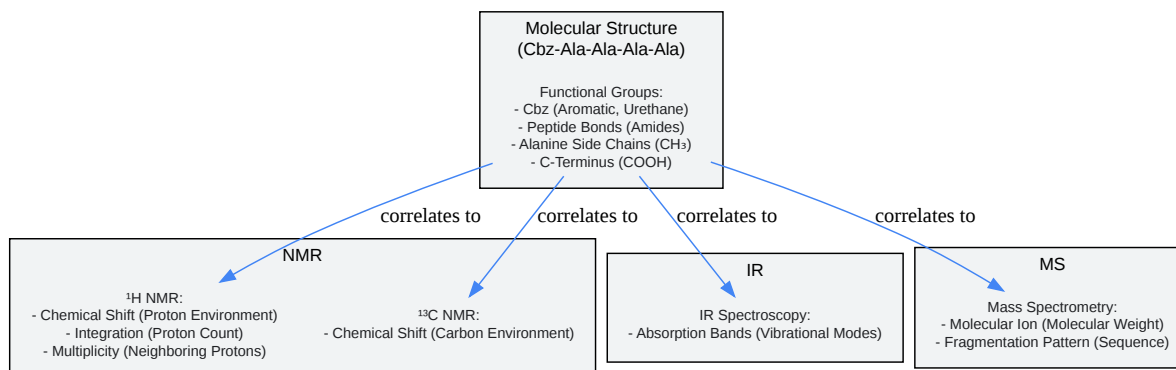 Molecular Structure
(Cbz-Ala-Ala-Ala-Ala)
Functional Groups:
- Cbz (Aromatic, Urethane)
- Peptide Bonds (Amides)
- Alanine Side Chains (CH₃)
- C-Terminus (COOH)
correlates to
correlates to
correlates to
correlates to
NMR
¹H NMR:
- Chemical Shift (Proton Environment)
- Integration (Proton Count)
- Multiplicity (Neighboring Protons)
¹³C NMR:
- Chemical Shift (Carbon Environment)
IR
IR Spectroscopy:
- Absorption Bands (Vibrational Modes)
MS
Mass Spectrometry:
- Molecular Ion (Molecular Weight)
- Fragmentation Pattern (Sequence)